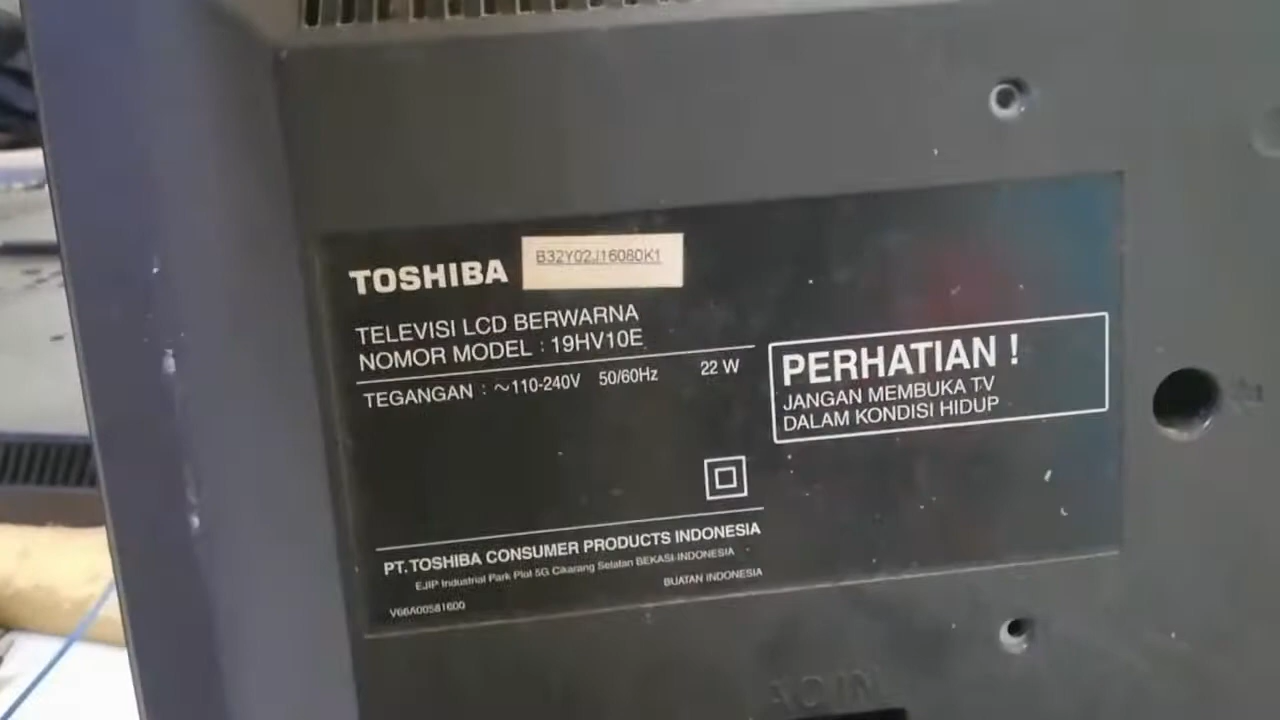 TOSHIBA B32Y02J16080K1
TELEVISI LCD BERWARNA
NOMOR MODEL : 19HV10E
TEGANGAN : ~110-240V 50/60Hz 22 W
PERHATIAN !
JANGAN MEMBUKA TV
DALAM KONDISI HIDUP
PT. TOSHIBA CONSUMER PRODUCTS INDONESIA
EJIP Industrial Park Plot 5G Cikarang Selatan BEKASI-INDONESIA
BUATAN INDONESIA
V66A00581600
AC IN